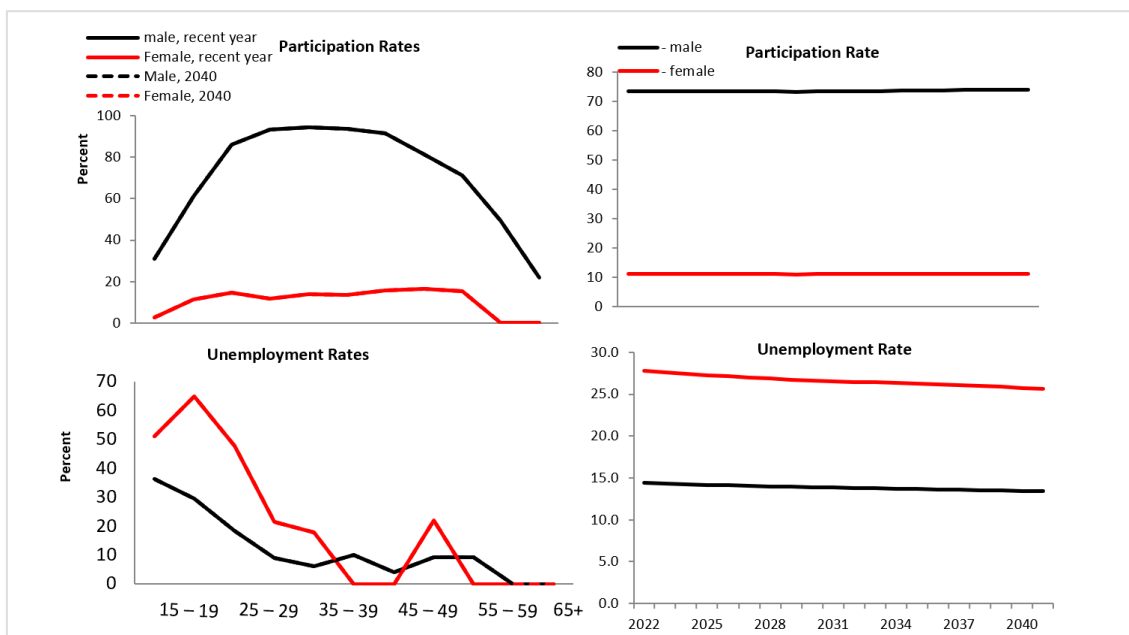 male, recent year
Female, recent year
Male, 2040
Female, 2040
Participation Rates
Percent
100
80
60
40
20
0
- male
- female
Participation Rate
80
70
60
50
40
30
20
10
0
Unemployment Rates
Percent
70
60
50
40
30
20
10
0
15 – 19 25 – 29 35 – 39 45 – 49 55 – 59 65+
Unemployment Rate
30.0
25.0
20.0
15.0
10.0
5.0
0.0
2022 2025 2028 2031 2034 2037 2040